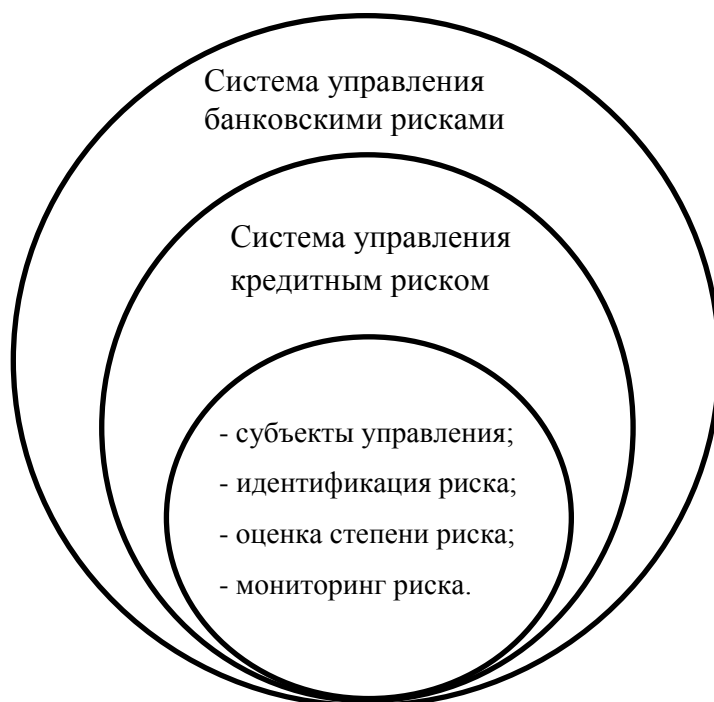 Система управления
банковскими рисками
Система управления
кредитным риском
- субъекты управления;
- идентификация риска;
- оценка степени риска;
- мониторинг риска.